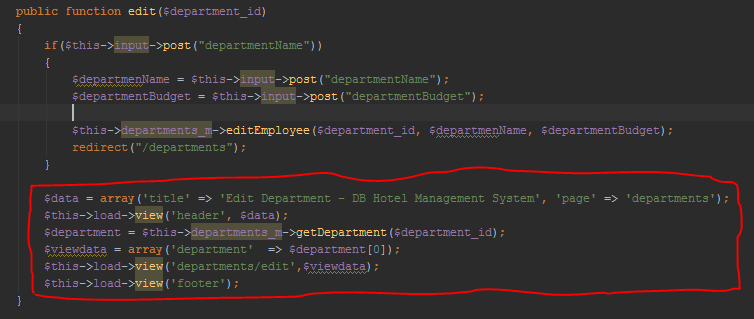 public function edit($department_id)
{
if($this->input->post("departmentName"))
{
$departmenName = $this->input->post("departmentName");
$departmentBudget = $this->input->post("departmentBudget");
$this->departments_m->editEmployee($department_id, $departmenName, $departmentBudget);
redirect("/departments");
}
$data = array('title' => 'Edit Department - DB Hotel Management System', 'page' => 'departments');
$this->load->view('header', $data);
$department = $this->departments_m->getDepartment($department_id);
$viewdata = array('department'  => $department[0]);
$this->load->view('departments/edit',$viewdata);
$this->load->view('footer');
}